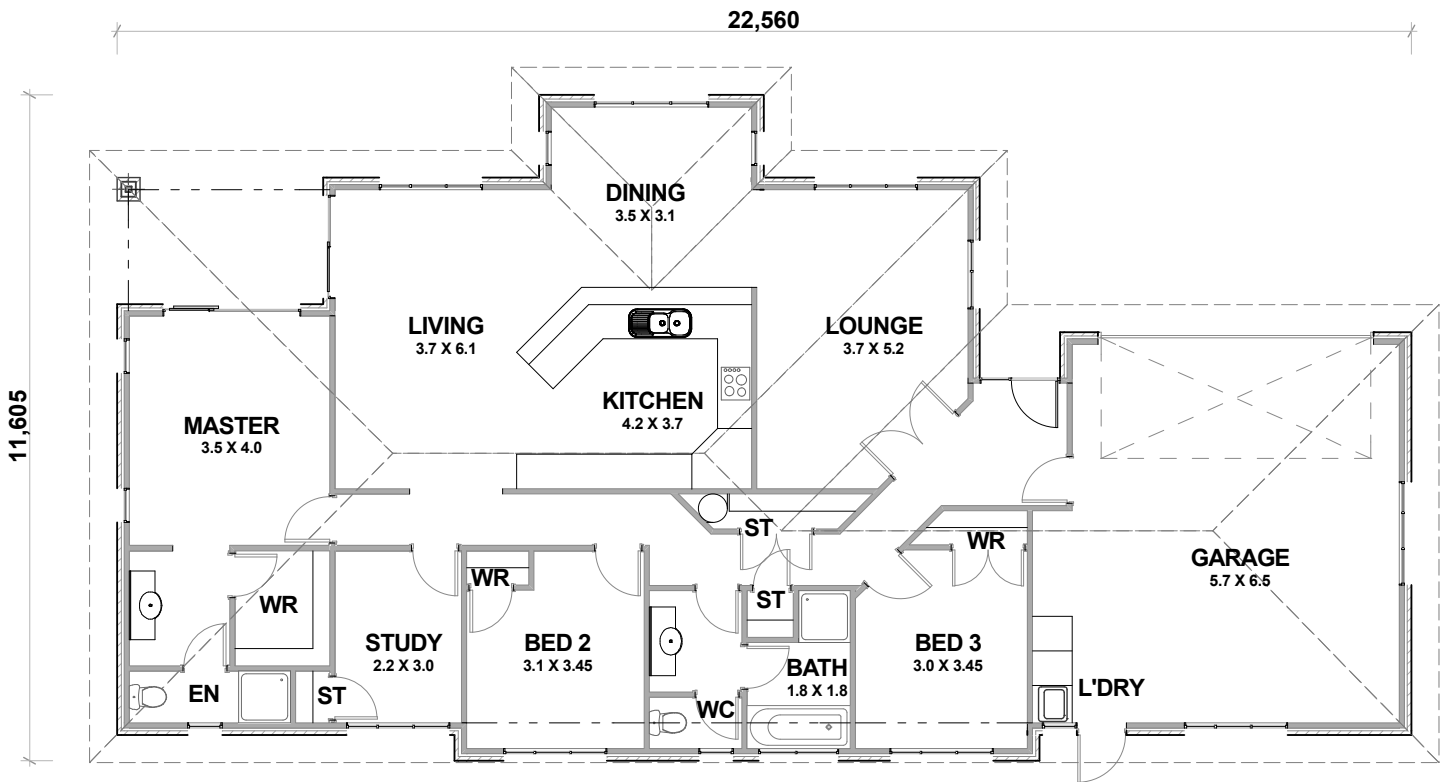 22,560
11,605
DINING
3.5 X 3.1
LIVING
3.7 X 6.1
LOUNGE
3.7 X 5.2
KITCHEN
4.2 X 3.7
MASTER
3.5 X 4.0
ST
WR
GARAGE
5.7 X 6.5
WR
WR
ST
STUDY
2.2 X 3.0
BED 2
3.1 X 3.45
BATH
1.8 X 1.8
BED 3
3.0 X 3.45
EN
ST
WC
L'DRY